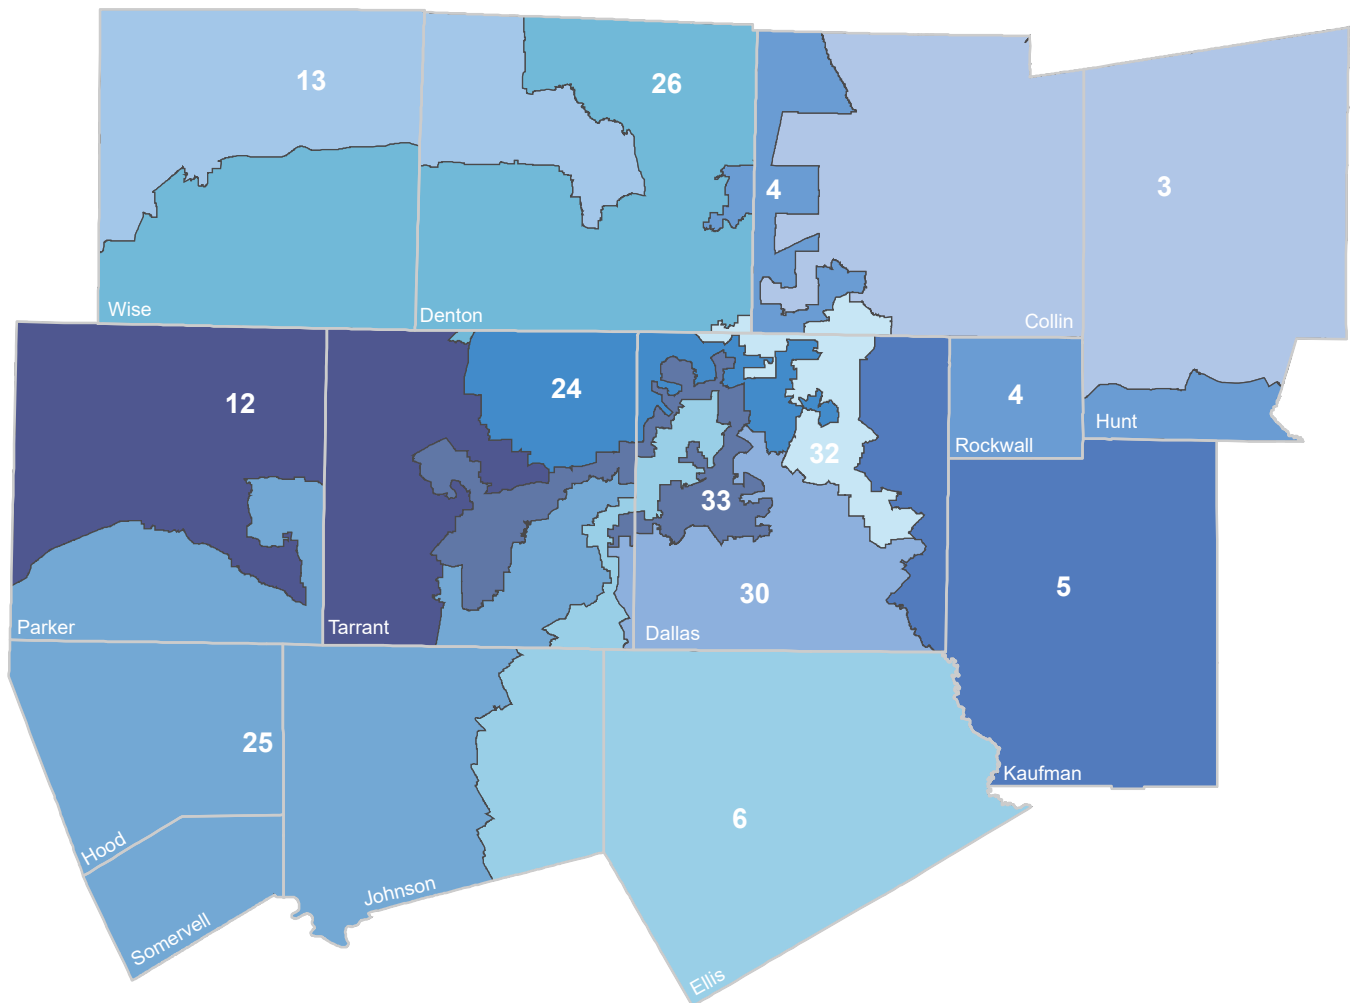 13
26
4
3
Wise
Denton
Collin
12
24
4
Hunt
Rockwall
32
33
5
30
Parker
Tarrant
Dallas
25
Kaufman
6
Hood
Johnson
Somervell
Ellis